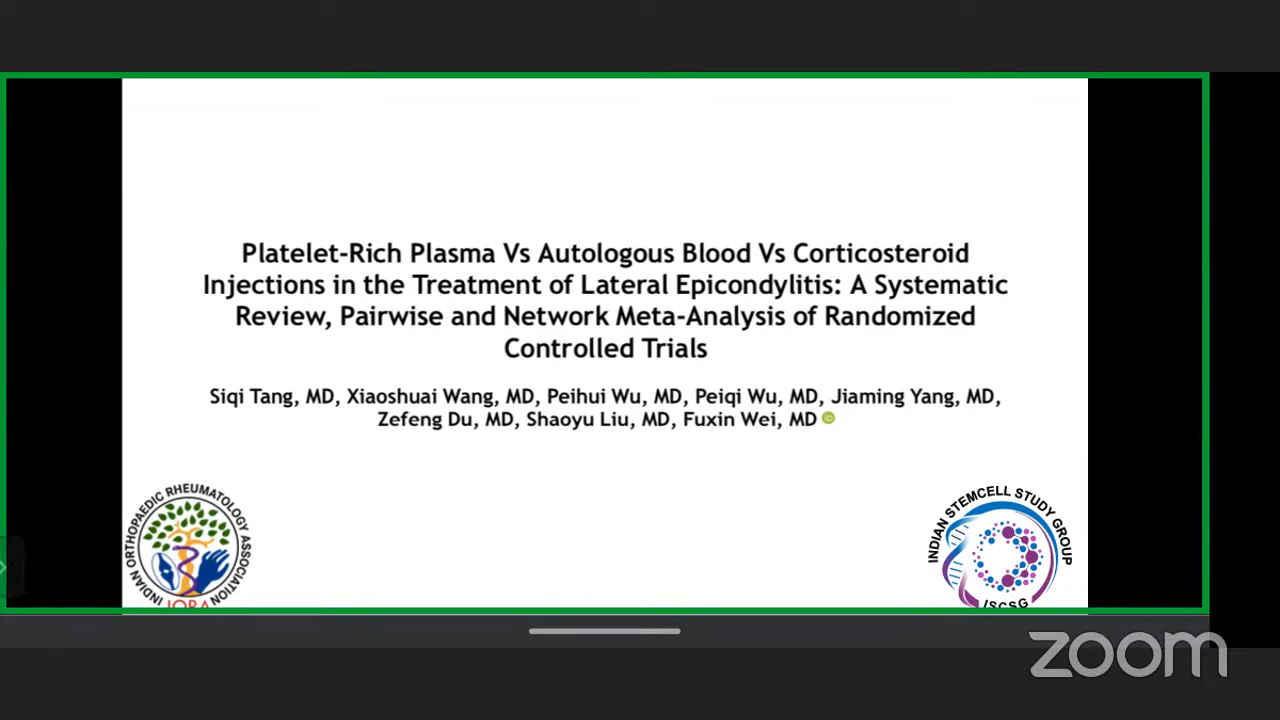 Platelet-Rich Plasma Vs Autologous Blood Vs Corticosteroid
Injections in the Treatment of Lateral Epicondylitis: A Systematic
Review, Pairwise and Network Meta-Analysis of Randomized
Controlled Trials
Siqi Tang, MD, Xiaoshuai Wang, MD, Peihui Wu, MD, Peiqi Wu, MD, Jiaming Yang, MD,
Zefeng Du, MD, Shaoyu Liu, MD, Fuxin Wei, MD iD
INDIAN ORTHOPAEDIC RHEUMATOLOGY ASSOCIATION
IORA
INDIAN STEMCELL STUDY GROUP
ISCSG
zoom